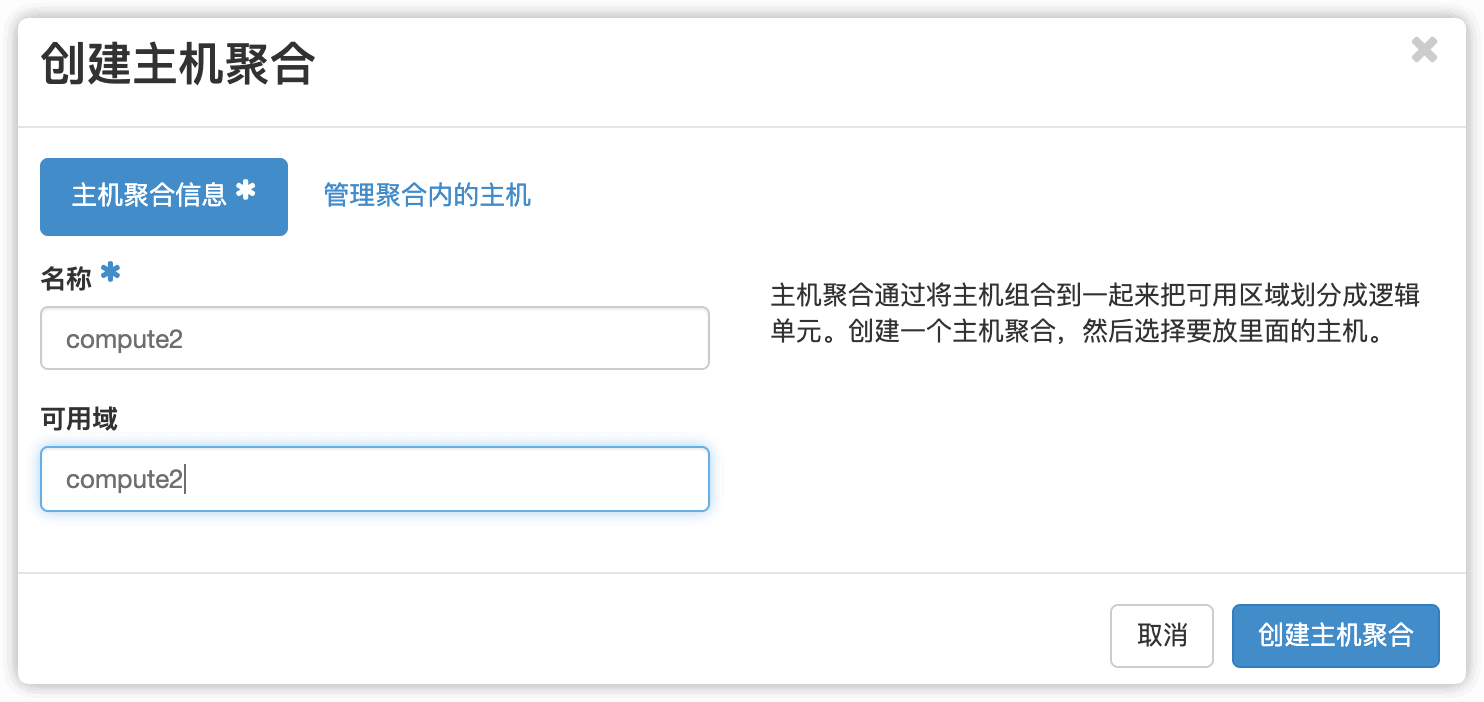 创建主机聚合
主机聚合信息 *
管理聚合内的主机
名称 *
compute2
主机聚合通过将主机组合到一起来把可用区域划分成逻辑
单元。创建一个主机聚合，然后选择要放里面的主机。
可用域
compute2
取消
创建主机聚合